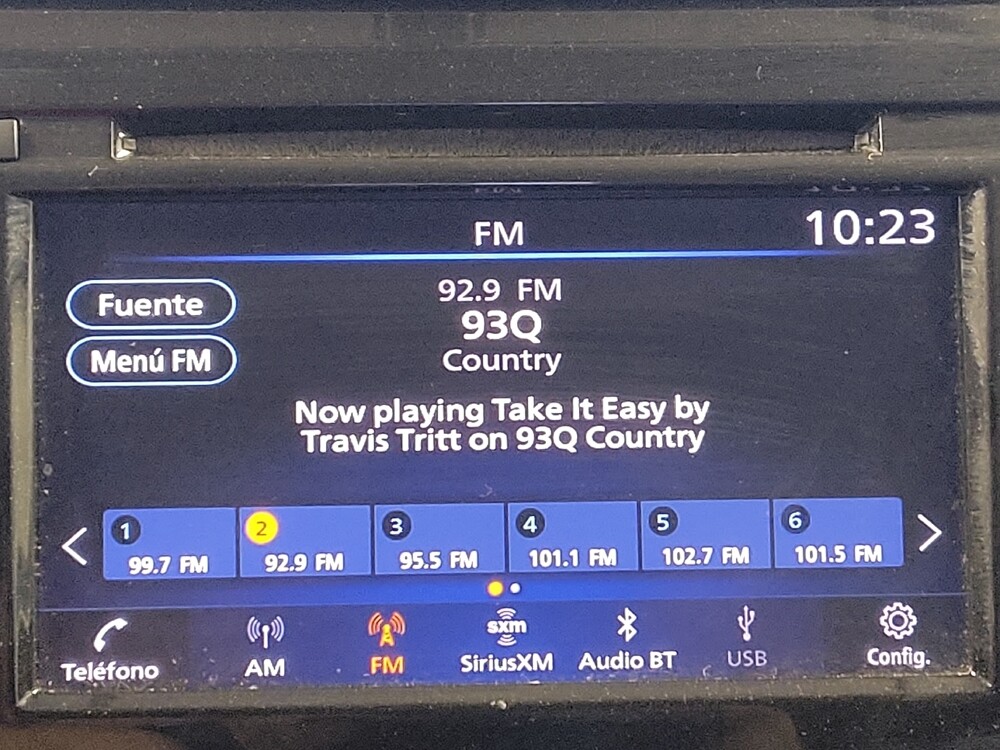 FM
10:23
Fuente
Menú FM
92.9 FM
93Q
Country
Now playing Take It Easy by
Travis Tritt on 93Q Country
1
99.7 FM
2
92.9 FM
3
95.5 FM
4
101.1 FM
5
102.7 FM
6
101.5 FM
Teléfono
AM
FM
sxm
SiriusXM
Audio BT
USB
Config.